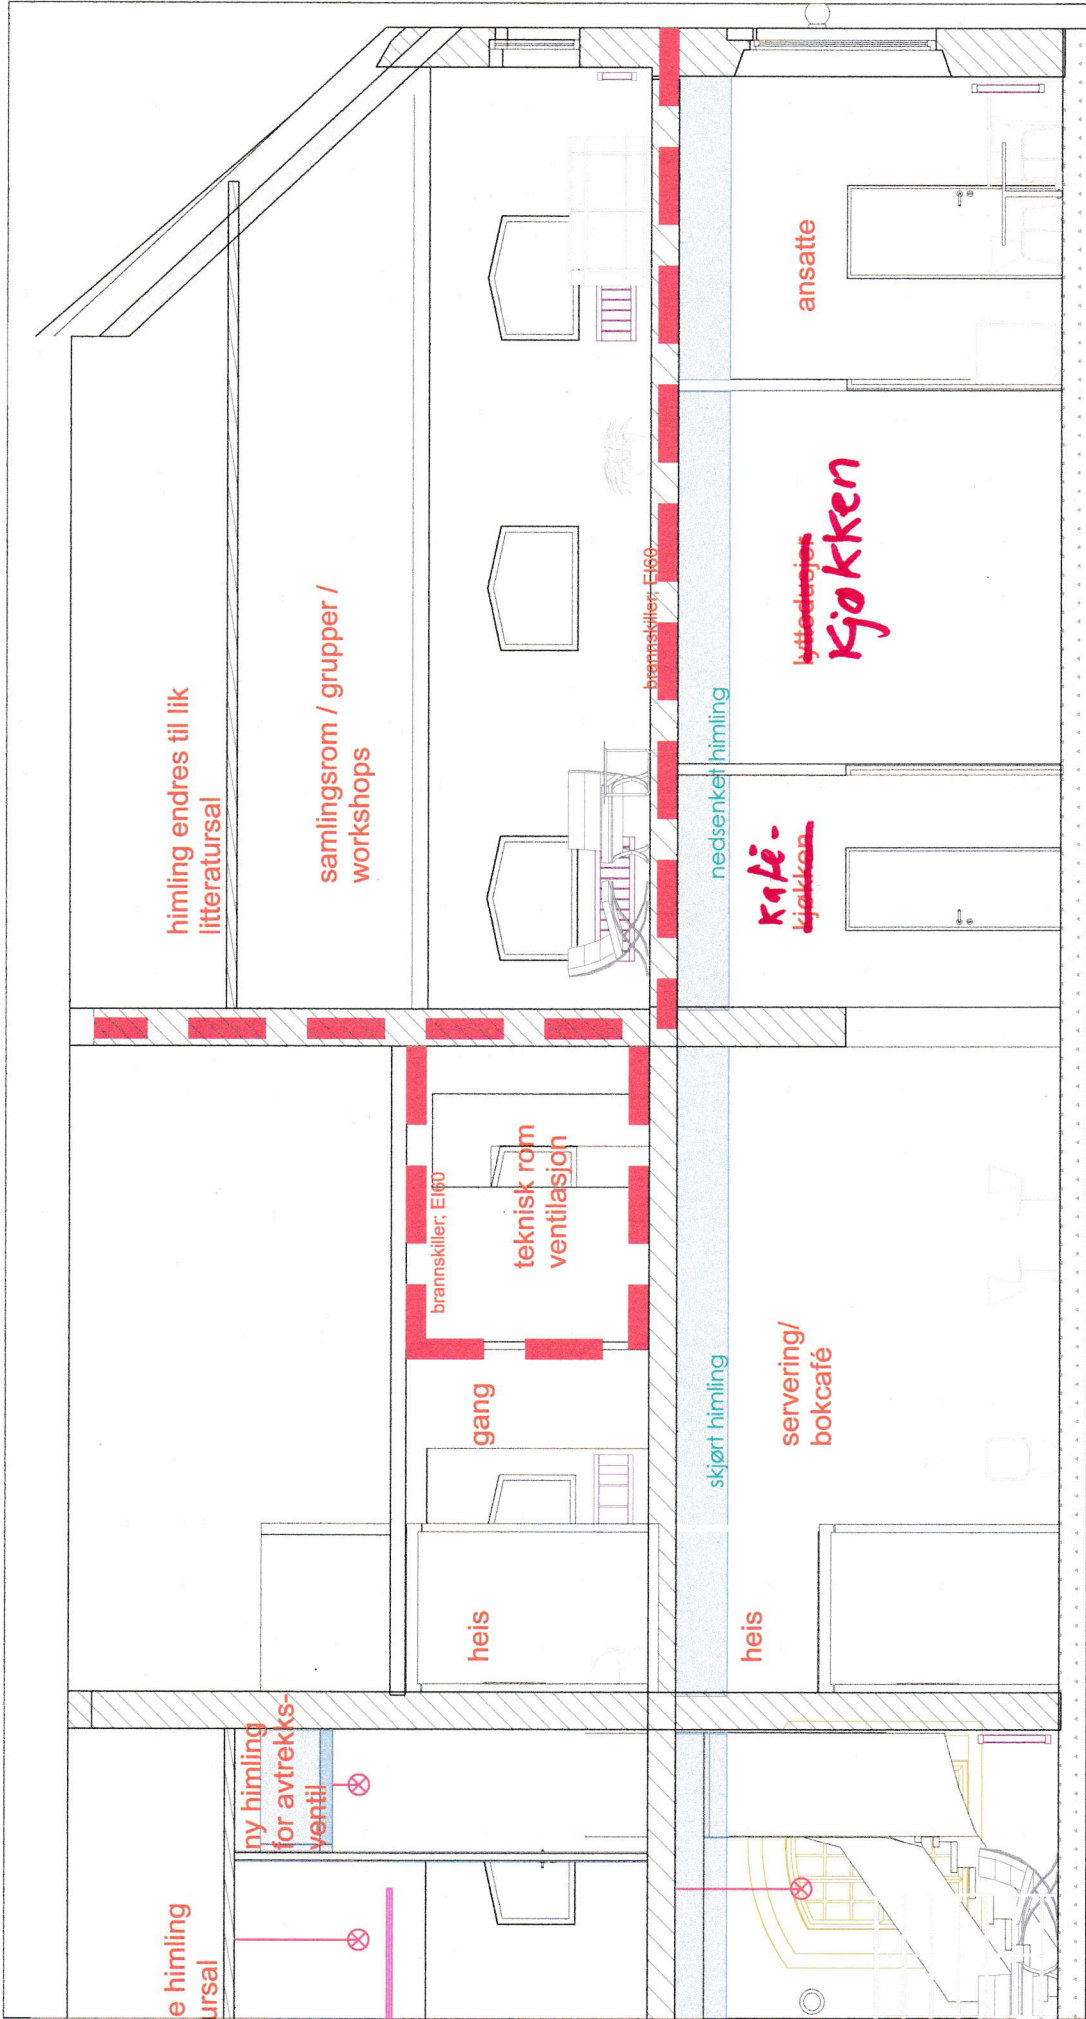 e himling
ursal
ny himling
for avtrekks-
ventil
himling endres til lik
litteratursal
samlingsrom / grupper /
workshops
heis
gang
brannskiller; EI60
teknisk rom
ventilasjon
brannskiller; EI60
heis
skjørt himling
servering/
bokcafé
nedsenket himling
Kafé-
kjøkken
lyttedusjer
Kjøkken
ansatte